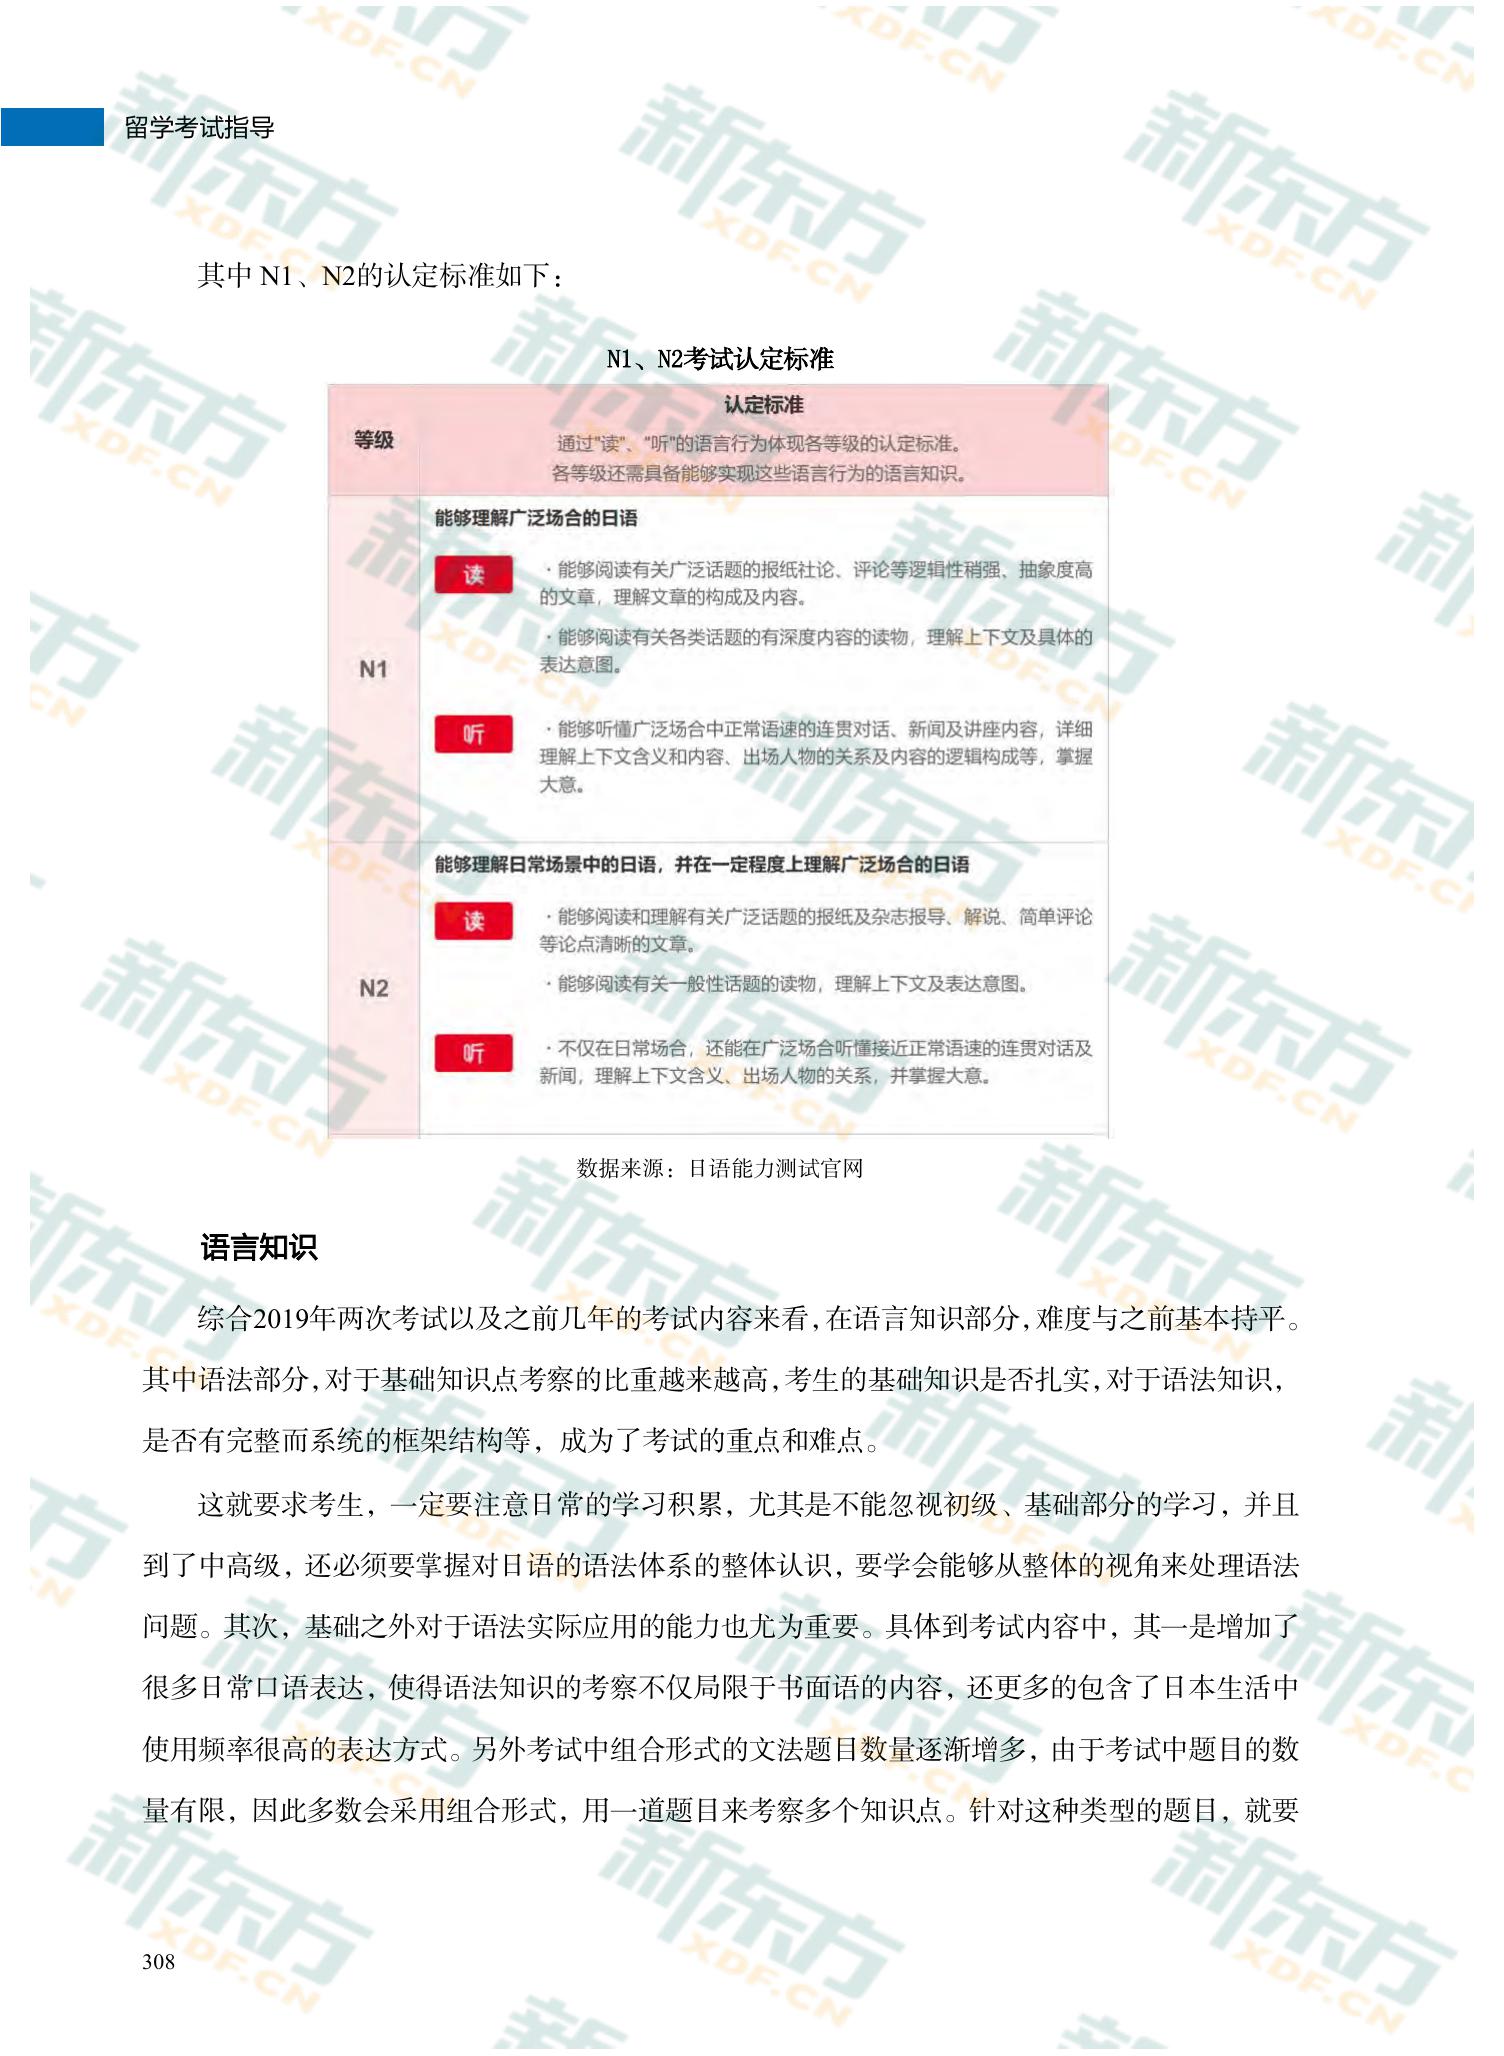 留学考试指导
其中 N1、N2的认定标准如下：
N1、N2考试认定标准
等级
认定标准
通过"读"、"听"的语言行为体现各等级的认定标准。
各等级还需具备能够实现这些语言行为的语言知识。
N1
能够理解广泛场合的日语
读
·能够阅读有关广泛话题的报纸社论、评论等逻辑性稍强、抽象度高
的文章，理解文章的构成及内容。
·能够阅读有关各类话题的有深度内容的读物，理解上下文及具体的
表达意图。
听
·能够听懂广泛场合中正常语速的连贯对话、新闻及讲座内容，详细
理解上下文含义和内容、出场人物的关系及内容的逻辑构成等，掌握
大意。
N2
能够理解日常场景中的日语，并在一定程度上理解广泛场合的日语
读
·能够阅读和理解有关广泛话题的报纸及杂志报导、解说、简单评论
等论点清晰的文章。
·能够阅读有关一般性话题的读物，理解上下文及表达意图。
听
·不仅在日常场合，还能在广泛场合听懂接近正常语速的连贯对话及
新闻，理解上下文含义、出场人物的关系，并掌握大意。
数据来源：日语能力测试官网
语言知识
综合2019年两次考试以及之前几年的考试内容来看，在语言知识部分，难度与之前基本持平。
其中语法部分，对于基础知识点考察的比重越来越高，考生的基础知识是否扎实，对于语法知识，
是否有完整而系统的框架结构等，成为了考试的重点和难点。
这就要求考生，一定要注意日常的学习积累，尤其是不能忽视初级、基础部分的学习，并且
到了中高级，还必须要掌握对日语的语法体系的整体认识，要学会能够从整体的视角来处理语法
问题。其次，基础之外对于语法实际应用的能力也尤为重要。具体到考试内容中，其一是增加了
很多日常口语表达，使得语法知识的考察不仅局限于书面语的内容，还更多的包含了日本生活中
使用频率很高的表达方式。另外考试中组合形式的文法题目数量逐渐增多，由于考试中题目的数
量有限，因此多数会采用组合形式，用一道题目来考察多个知识点。针对这种类型的题目，就要
308
新东方
XDF.CN